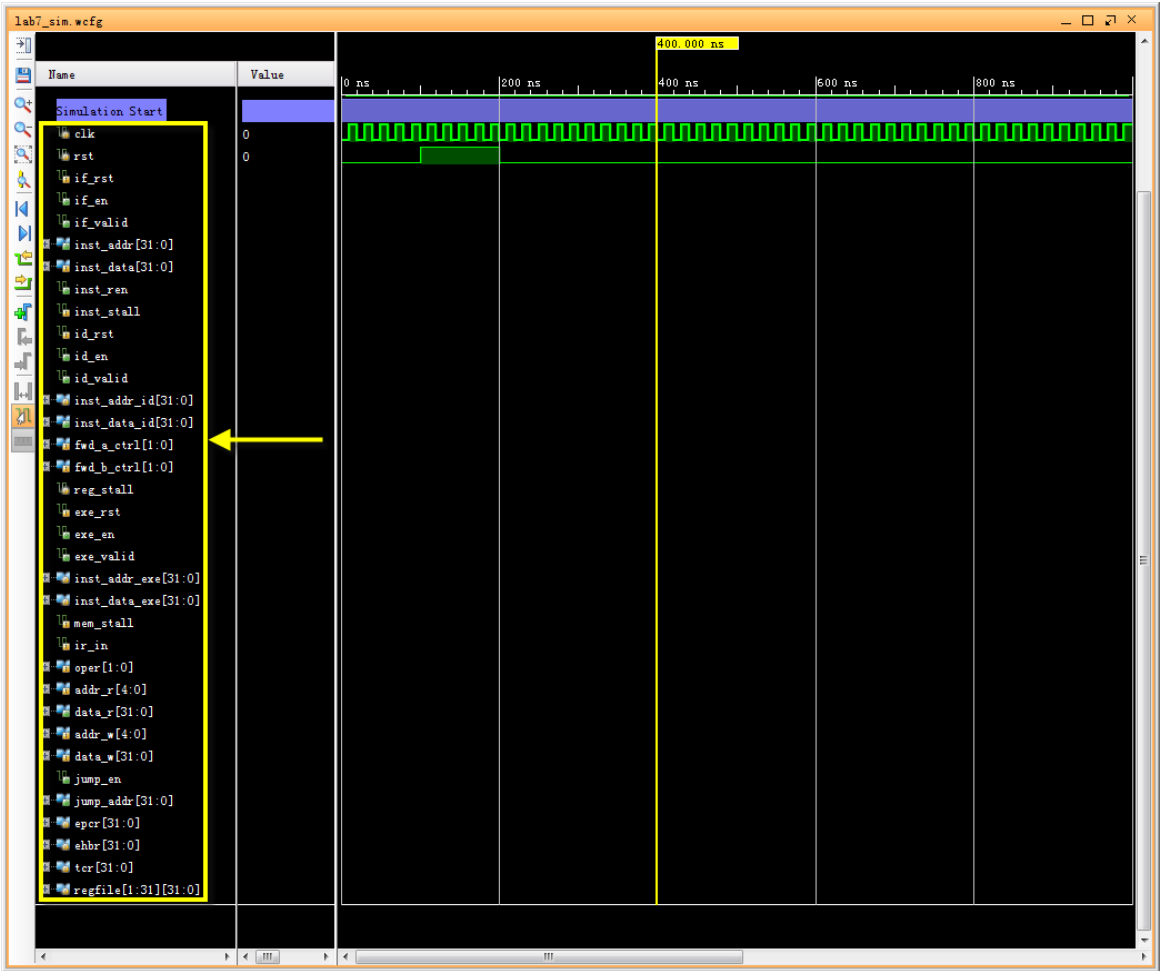 lab7_sim.wcfg
400.000 ns
Name Value
0 ns 200 ns 400 ns 600 ns 800 ns
Simulation Start
clk 0
rst 0
if_rst
if_en
if_valid
inst_addr[31:0]
inst_data[31:0]
inst_ren
inst_stall
id_rst
id_en
id_valid
inst_addr_id[31:0]
inst_data_id[31:0]
fwd_a_ctrl[1:0]
fwd_b_ctrl[1:0]
reg_stall
exe_rst
exe_en
exe_valid
inst_addr_exe[31:0]
inst_data_exe[31:0]
mem_stall
ir_in
oper[1:0]
addr_r[4:0]
data_r[31:0]
addr_w[4:0]
data_w[31:0]
jump_en
jump_addr[31:0]
epcr[31:0]
ehbr[31:0]
tcr[31:0]
regfile[1:31][31:0]